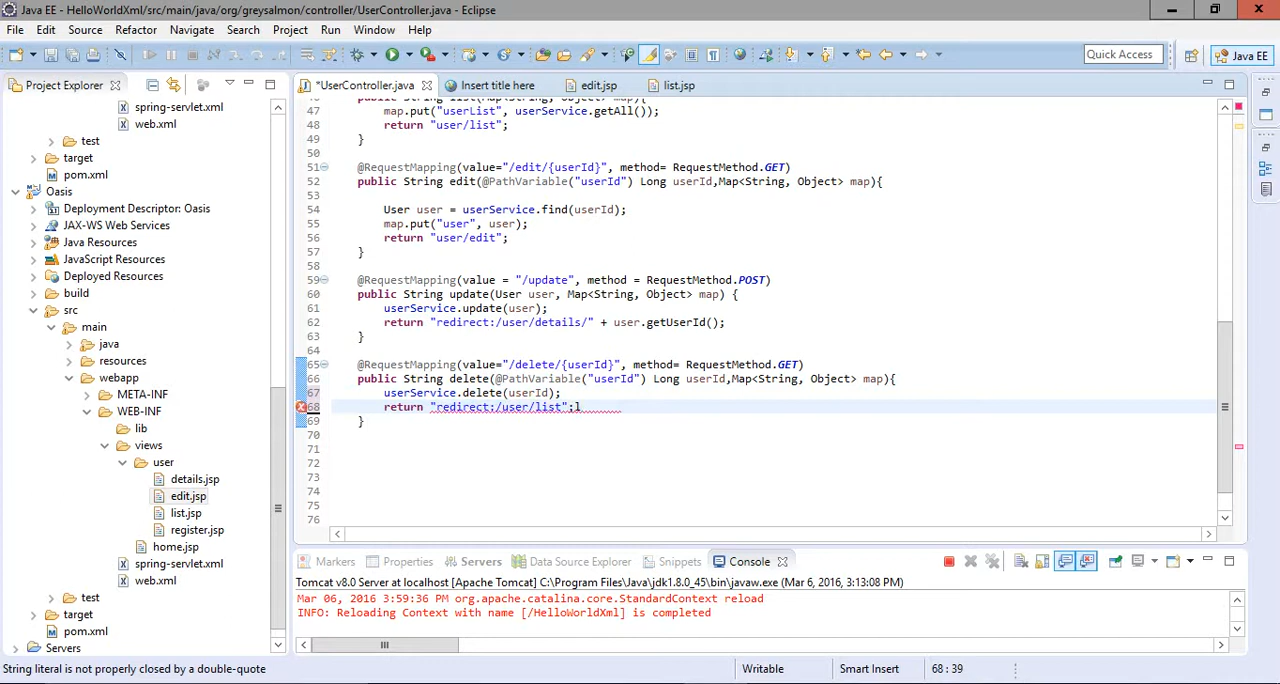 Java EE - HelloWorldXml/src/main/java/org/greysalmon/controller/UserController.java - Eclipse
File Edit Source Refactor Navigate Search Project Run Window Help
Quick Access Java EE
Project Explorer
*UserController.java Insert title here edit.jsp list.jsp
spring-servlet.xml
web.xml
test
target
pom.xml
Oasis
Deployment Descriptor: Oasis
JAX-WS Web Services
Java Resources
JavaScript Resources
Deployed Resources
build
src
main
java
resources
webapp
META-INF
WEB-INF
lib
views
user
details.jsp
edit.jsp
list.jsp
register.jsp
home.jsp
spring-servlet.xml
web.xml
test
target
pom.xml
Servers
46 public String list(Map<String, Object> map){
47 map.put("userList", userService.getAll());
48 return "user/list";
49 }
50
51 @RequestMapping(value="/edit/{userId}", method= RequestMethod.GET)
52 public String edit(@PathVariable("userId") Long userId,Map<String, Object> map){
53
54 User user = userService.find(userId);
55 map.put("user", user);
56 return "user/edit";
57 }
58
59 @RequestMapping(value = "/update", method = RequestMethod.POST)
60 public String update(User user, Map<String, Object> map) {
61 userService.update(user);
62 return "redirect:/user/details/" + user.getUserId();
63 }
64
65 @RequestMapping(value="/delete/{userId}", method= RequestMethod.GET)
66 public String delete(@PathVariable("userId") Long userId,Map<String, Object> map){
67 userService.delete(userId);
68 return "redirect:/user/list";l
69 }
70
71
72
73
74
75
76
Markers Properties Servers Data Source Explorer Snippets Console
Tomcat v8.0 Server at localhost [Apache Tomcat] C:\Program Files\Java\jdk1.8.0_45\bin\javaw.exe (Mar 6, 2016, 3:13:08 PM)
Mar 06, 2016 3:59:36 PM org.apache.catalina.core.StandardContext reload
INFO: Reloading Context with name [/HelloWorldXml] is completed
String literal is not properly closed by a double-quote Writable Smart Insert 68 : 39